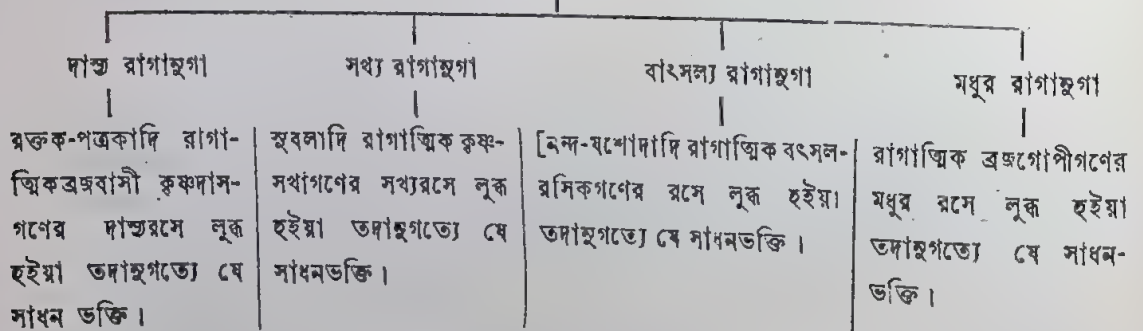 দাস্য রাগানুগা
সখ্য রাগানুগা
বাৎসল্য রাগানুগা
মধুর রাগানুগা
রক্তক-পত্রকাদি রাগা-
ত্মিকব্রজবাসী কৃষ্ণদাস-
গণের দাস্যরসে লুব্ধ
হইয়া তদানুগত্যে যে
সাধন ভক্তি।
সুবলাদি রাগাত্মিক কৃষ্ণ-
সখাগণের সখ্যরসে লুব্ধ
হইয়া তদানুগত্যে যে
সাধনভক্তি।
[নন্দ-যশোদাদি রাগাত্মিক বৎসল-
রসিকগণের রসে লুব্ধ হইয়া
তদানুগত্যে যে সাধনভক্তি।
রাগাত্মিক ব্রজগোপীগণের
মধুর রসে লুব্ধ হইয়া
তদানুগত্যে যে সাধন-
ভক্তি।